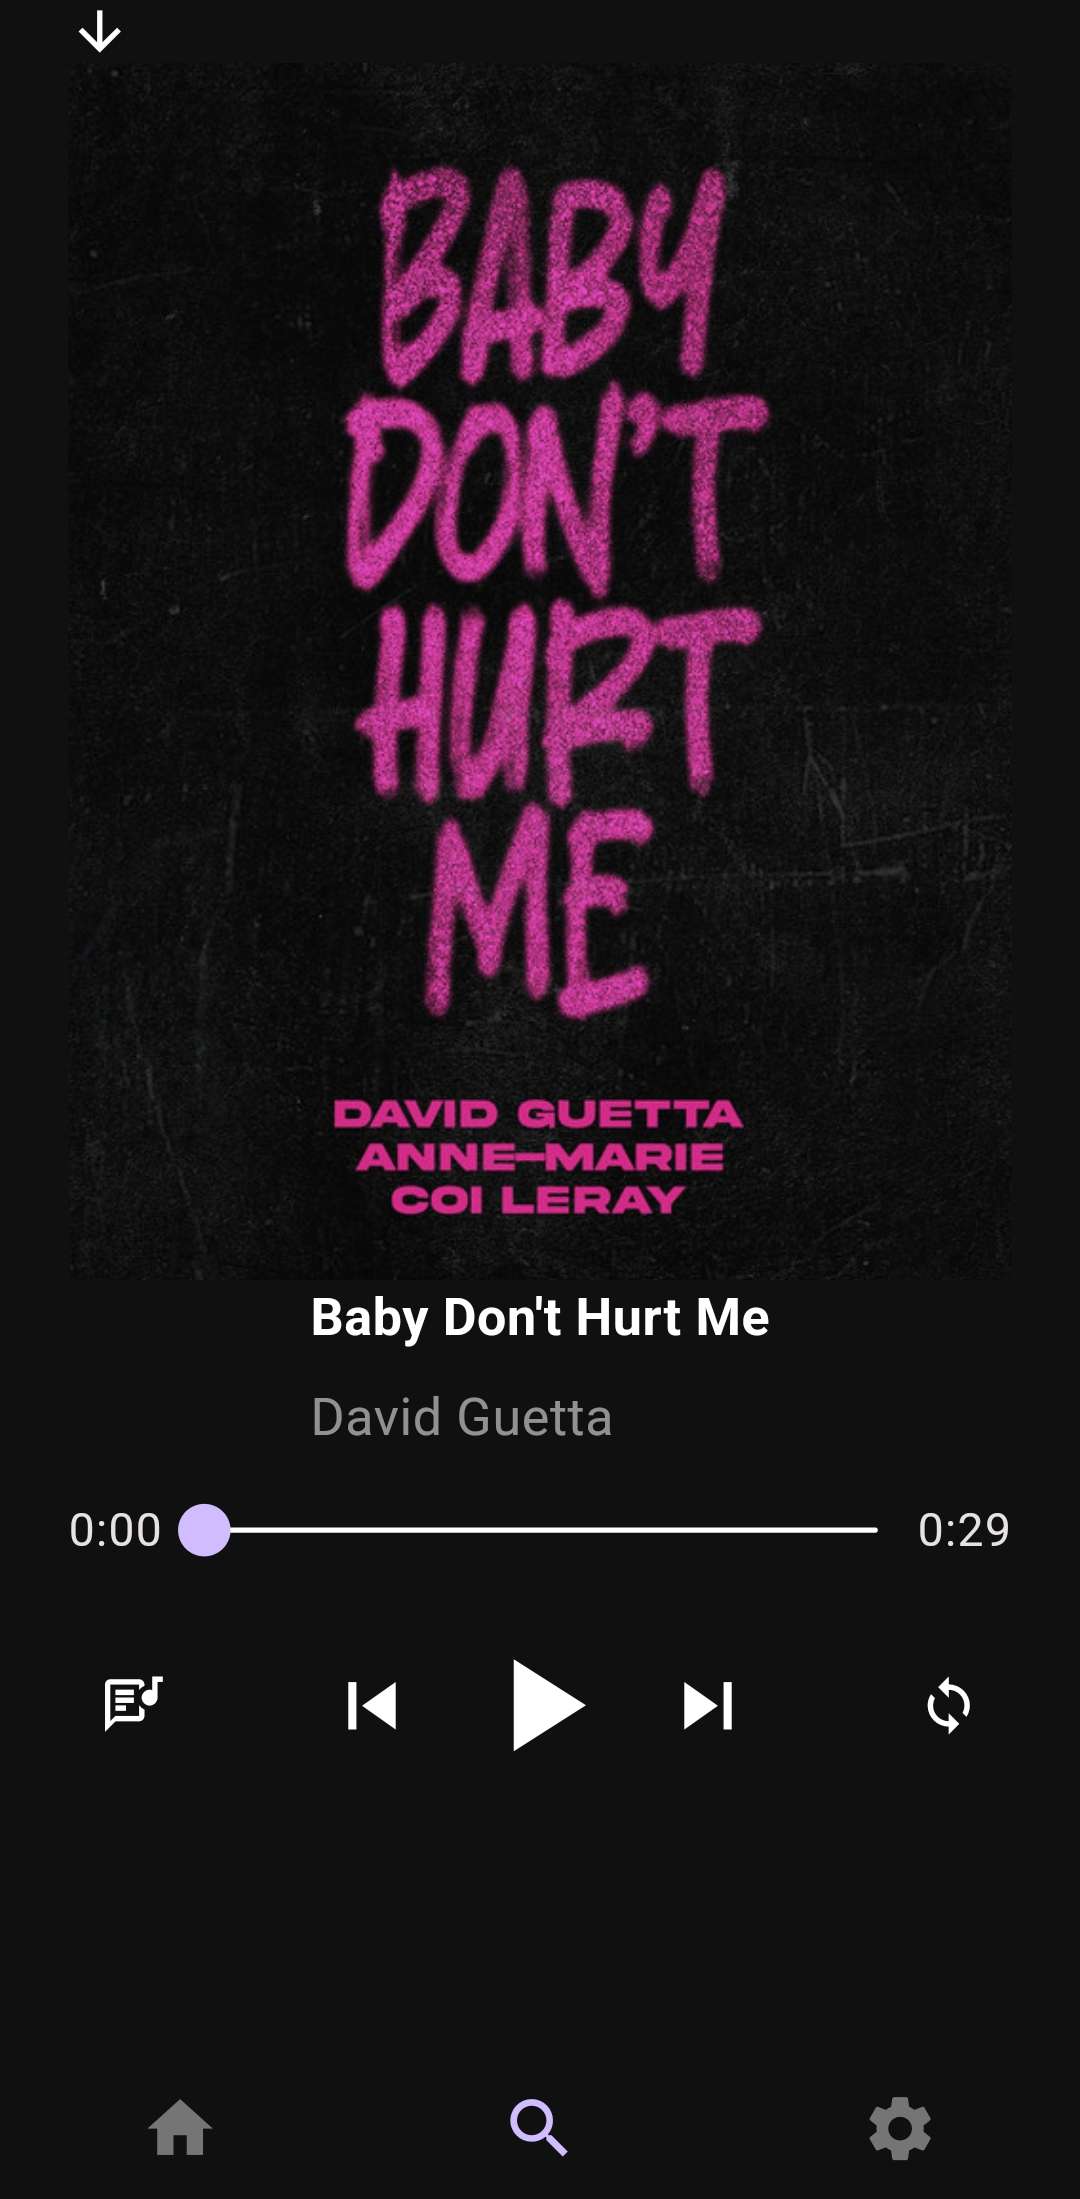 BABY
DON'T
HURT
ME
DAVID GUETTA
ANNE–MARIE
COI LERAY
Baby Don't Hurt Me
David Guetta
0:00
0:29